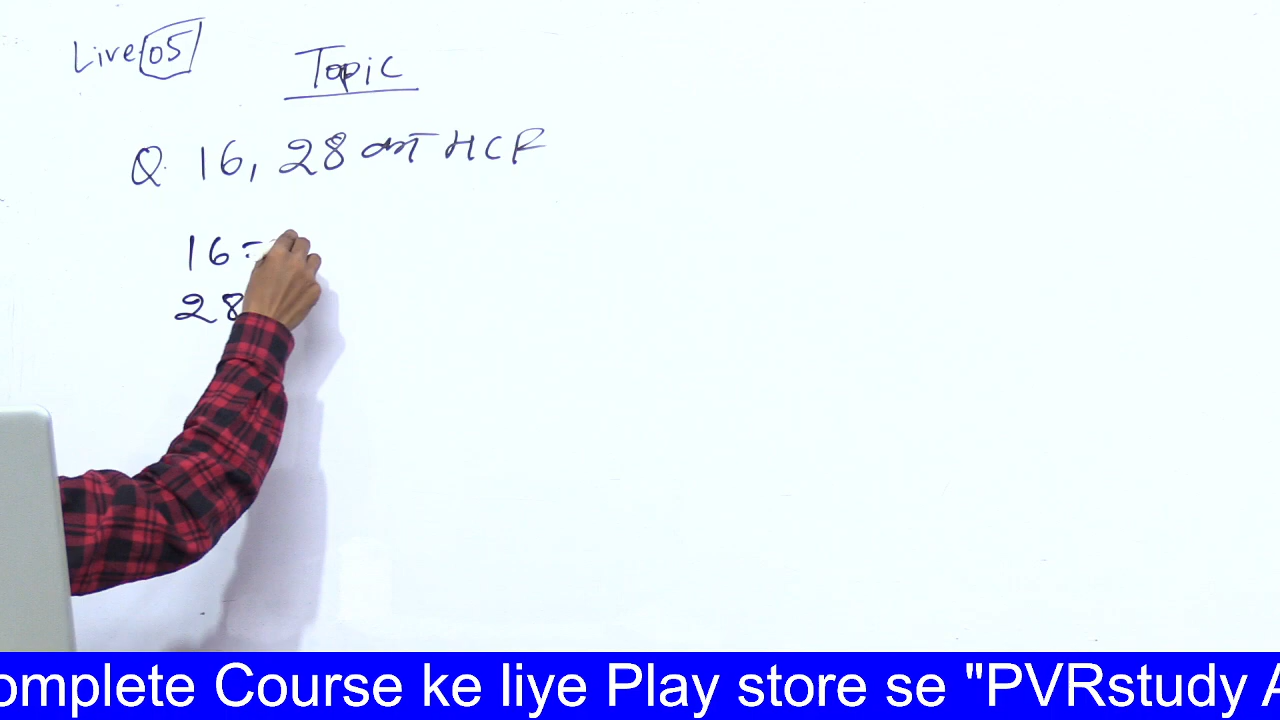 Live 05
Topic
Q. 16, 28 का HCF
16 =
28
omplete Course ke liye Play store se "PVRstudy A